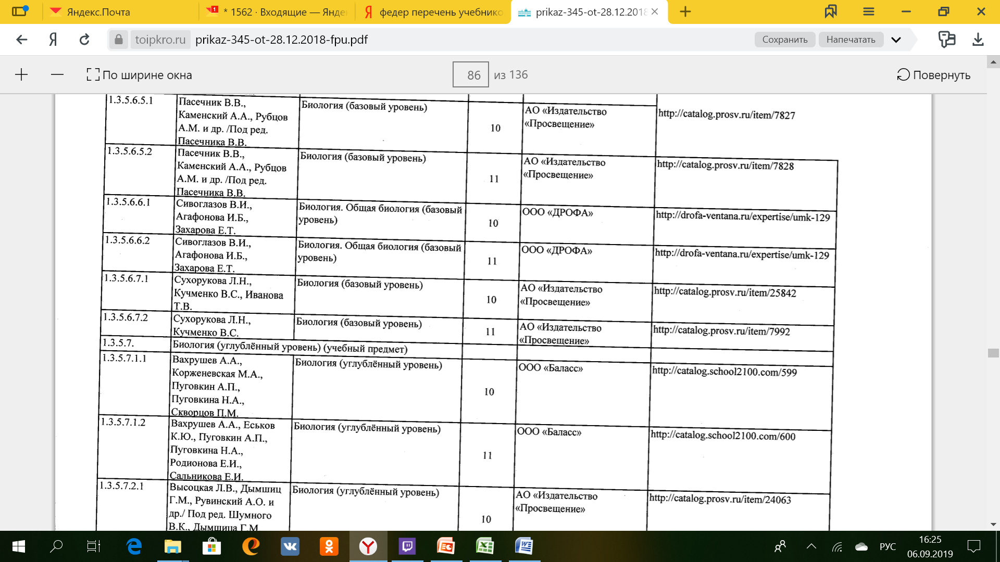 Яндекс.Почта
* 1562 · Входящие — Янде
федер перечень учебнико
prikaz-345-от-28.12.2018
toipkro.ru prikaz-345-ot-28.12.2018-fpu.pdf
Сохранить Напечатать
По ширине окна
86 из 136
Повернуть
1.3.5.6.5.1
Пасечник В.В.,
Каменский А.А., Рубцов
А.М. и др. /Под ред.
Пасечника В.В.
Биология (базовый уровень)
10
АО «Издательство
«Просвещение»
http://catalog.prosv.ru/item/7827
1.3.5.6.5.2
Пасечник В.В.,
Каменский А.А., Рубцов
А.М. и др. /Под ред.
Пасечника В.В.
Биология (базовый уровень)
11
АО «Издательство
«Просвещение»
http://catalog.prosv.ru/item/7828
1.3.5.6.6.1
Сивоглазов В.И.,
Агафонова И.Б.,
Захарова Е.Т.
Биология. Общая биология (базовый
уровень)
10
ООО «ДРОФА»
http://drofa-ventana.ru/expertise/umk-129
1.3.5.6.6.2
Сивоглазов В.И.,
Агафонова И.Б.,
Захарова Е.Т.
Биология. Общая биология (базовый
уровень)
11
ООО «ДРОФА»
http://drofa-ventana.ru/expertise/umk-129
1.3.5.6.7.1
Сухорукова Л.Н.,
Кучменко В.С., Иванова
Т.В.
Биология (базовый уровень)
10
АО «Издательство
«Просвещение»
http://catalog.prosv.ru/item/25842
1.3.5.6.7.2
Сухорукова Л.Н.,
Кучменко В.С.
Биология (базовый уровень)
11
АО «Издательство
«Просвещение»
http://catalog.prosv.ru/item/7992
1.3.5.7.
Биология (углублённый уровень) (учебный предмет)
1.3.5.7.1.1
Вахрушев А.А.,
Корженевская М.А.,
Пуговкин А.П.,
Пуговкина Н.А.,
Скворцов П.М.
Биология (углублённый уровень)
10
ООО «Баласс»
http://catalog.school2100.com/599
1.3.5.7.1.2
Вахрушев А.А., Еськов
К.Ю., Пуговкин А.П.,
Пуговкина Н.А.,
Родионова Е.И.,
Сальникова Е.И.
Биология (углублённый уровень)
11
ООО «Баласс»
http://catalog.school2100.com/600
1.3.5.7.2.1
Высоцкая Л.В., Дымшиц
Г.М., Рувинский А.О. и
др./ Под ред. Шумного
В.К., Дымшица Г.М
Биология (углублённый уровень)
10
АО «Издательство
«Просвещение»
http://catalog.prosv.ru/item/24063
РУС
16:25
06.09.2019